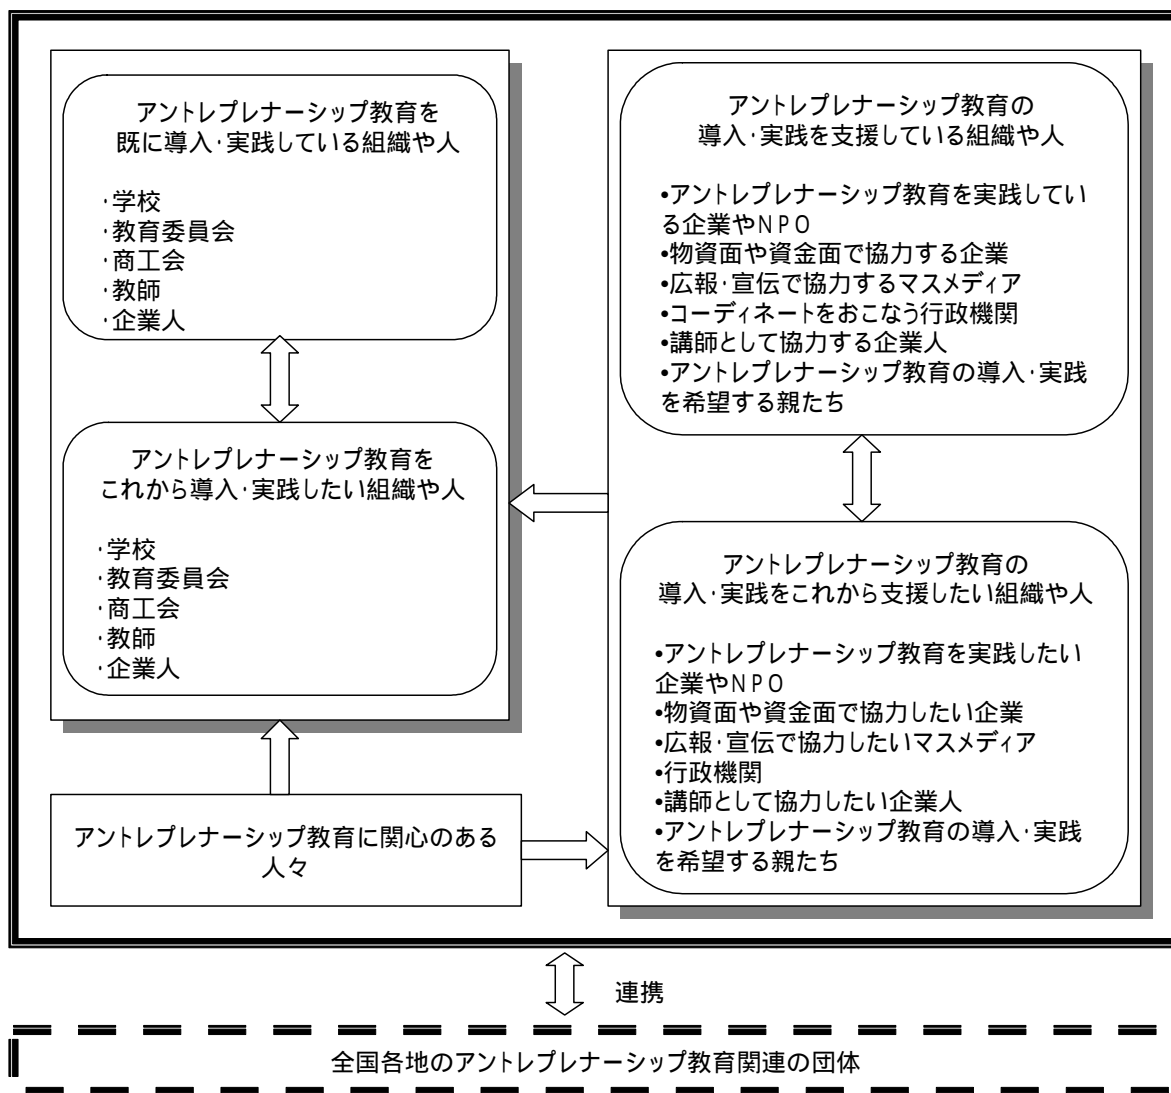 アントレプレナーシップ教育を
既に導入・実践している組織や人
・学校
・教育委員会
・商工会
・教師
・企業人
アントレプレナーシップ教育を
これから導入・実践したい組織や人
・学校
・教育委員会
・商工会
・教師
・企業人
アントレプレナーシップ教育に関心のある
人々
アントレプレナーシップ教育の
導入・実践を支援している組織や人
•アントレプレナーシップ教育を実践してい
る企業やNPO
•物資面や資金面で協力する企業
•広報・宣伝で協力するマスメディア
•コーディネートをおこなう行政機関
•講師として協力する企業人
•アントレプレナーシップ教育の導入・実践
を希望する親たち
アントレプレナーシップ教育の
導入・実践をこれから支援したい組織や人
•アントレプレナーシップ教育を実践したい
企業やNPO
•物資面や資金面で協力したい企業
•広報・宣伝で協力したいマスメディア
•行政機関
•講師として協力したい企業人
•アントレプレナーシップ教育の導入・実践
を希望する親たち
連携
全国各地のアントレプレナーシップ教育関連の団体